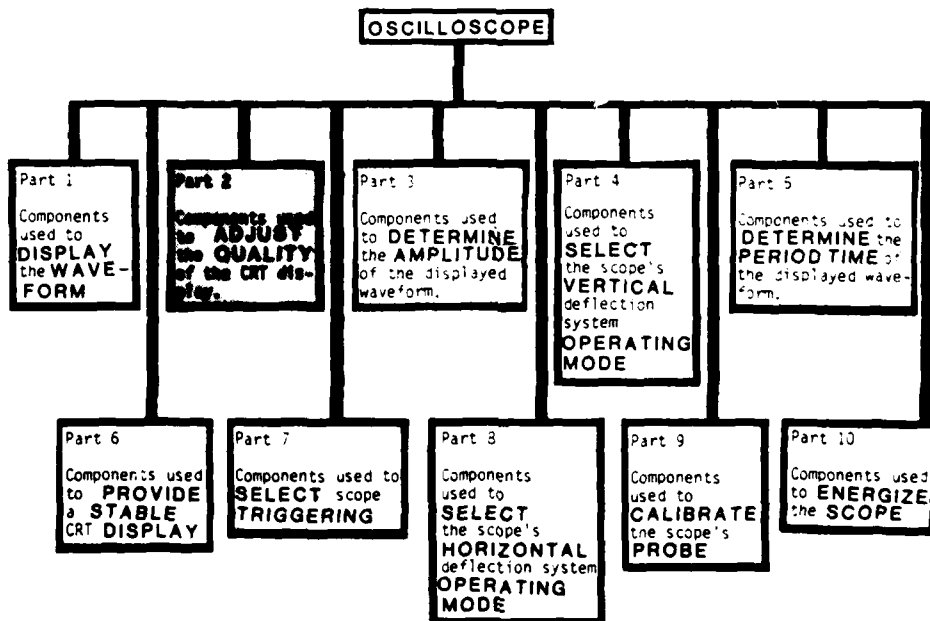 OSCILLOSCOPE
Part 1
Components
used to
DISPLAY
the WAVE-
FORM
Part 2
Components used
to ADJUST
the QUALITY
of the CRT dis-
play.
Part 3
Components used
to DETERMINE
the AMPLITUDE
of the displayed
waveform.
Part 4
Components
used to
SELECT
the scope's
VERTICAL
deflection
system
OPERATING
MODE
Part 5
Components used to
DETERMINE the
PERIOD TIME of
the displayed wave-
form.
Part 6
Components used
to PROVIDE
a STABLE
CRT DISPLAY
Part 7
Components used to
SELECT scope
TRIGGERING
Part 8
Components
used to
SELECT
the scope's
HORIZONTAL
deflection system
OPERATING
MODE
Part 9
Components
used to
CALIBRATE
the scope's
PROBE
Part 10
Components used
to ENERGIZE
the SCOPE